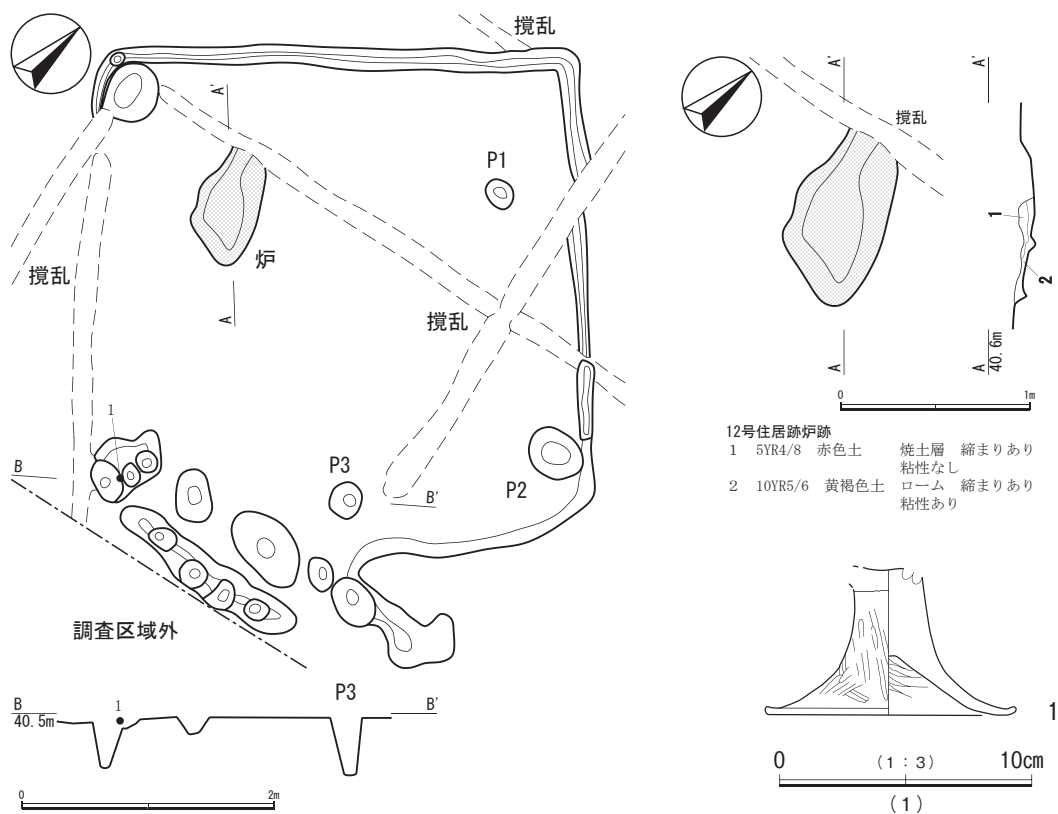 撹乱
A'
P1
炉
撹乱
A
撹乱
1
B
P3
B'
P2
調査区域外
P3
B
40.5m
1
B'
0
2m
A'
A'
撹乱
1
2
A
A
40.6m
0
1m
12号住居跡炉跡
1 5YR4/8 赤色土 焼土層 締まりあり
粘性なし
2 10YR5/6 黄褐色土 ローム 締まりあり
粘性あり
1
0
(1:3)
10cm
(1)